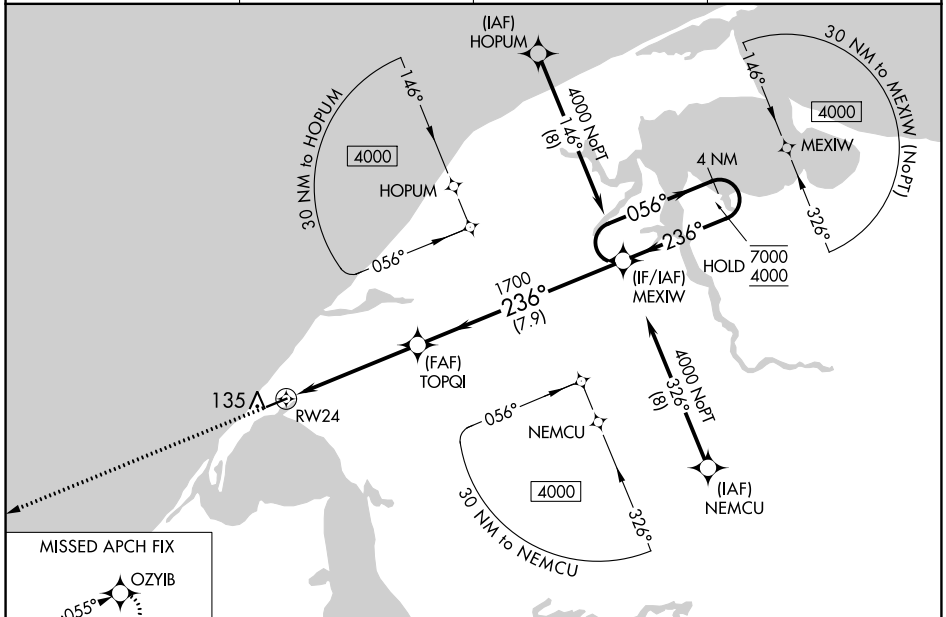 (IAF)
HOPUM
30 NM to HOPUM
146°
4000
HOPUM
056°
4000 NoPT
146°
(8)
30 NM to MEXIW (NoPT)
146°
4000
MEXIW
326°
4 NM
056°
236°
HOLD
7000
4000
(IF/IAF)
MEXIW
1700
236°
(7.9)
(FAF)
TOPQI
135
RW24
4000 NoPT
326°
(8)
(IAF)
NEMCU
056°
NEMCU
4000
326°
30 NM to NEMCU
MISSED APCH FIX
OZYIB
055°